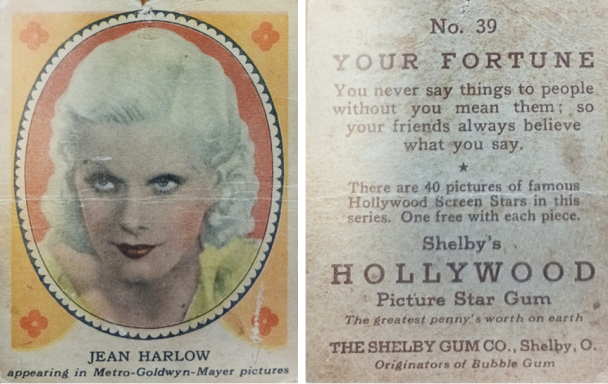 JEAN HARLOW
appearing in Metro-Goldwyn-Mayer pictures
No. 39
YOUR FORTUNE
You never say things to people
without you mean them; so
your friends always believe
what you say.
There are 40 pictures of famous
Hollywood Screen Stars in this
series. One free with each piece.
Shelby's
HOLLYWOOD
Picture Star Gum
The greatest penny's worth on earth
THE SHELBY GUM CO., Shelby, O.
Originators of Bubble Gum